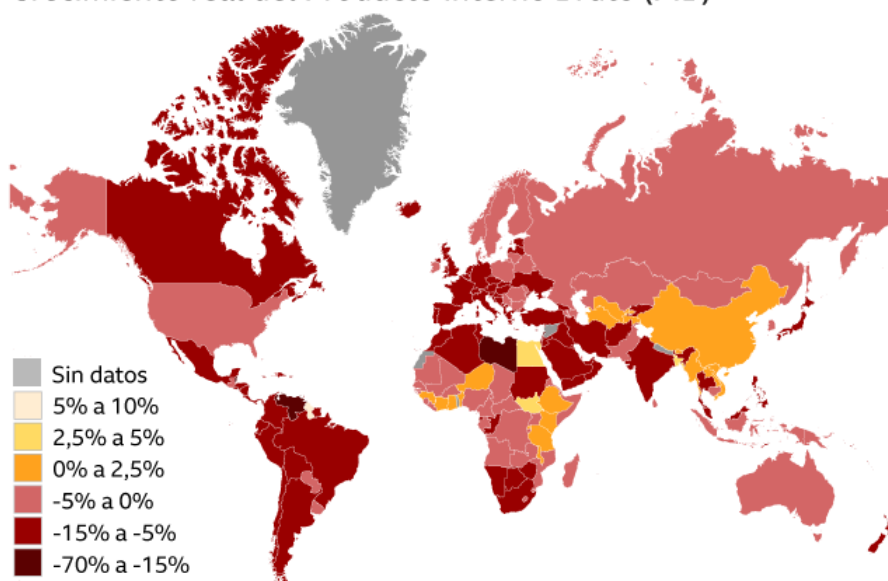 Sin datos
5% a 10%
2,5% a 5%
0% a 2,5%
-5% a 0%
-15% a -5%
-70% a -15%